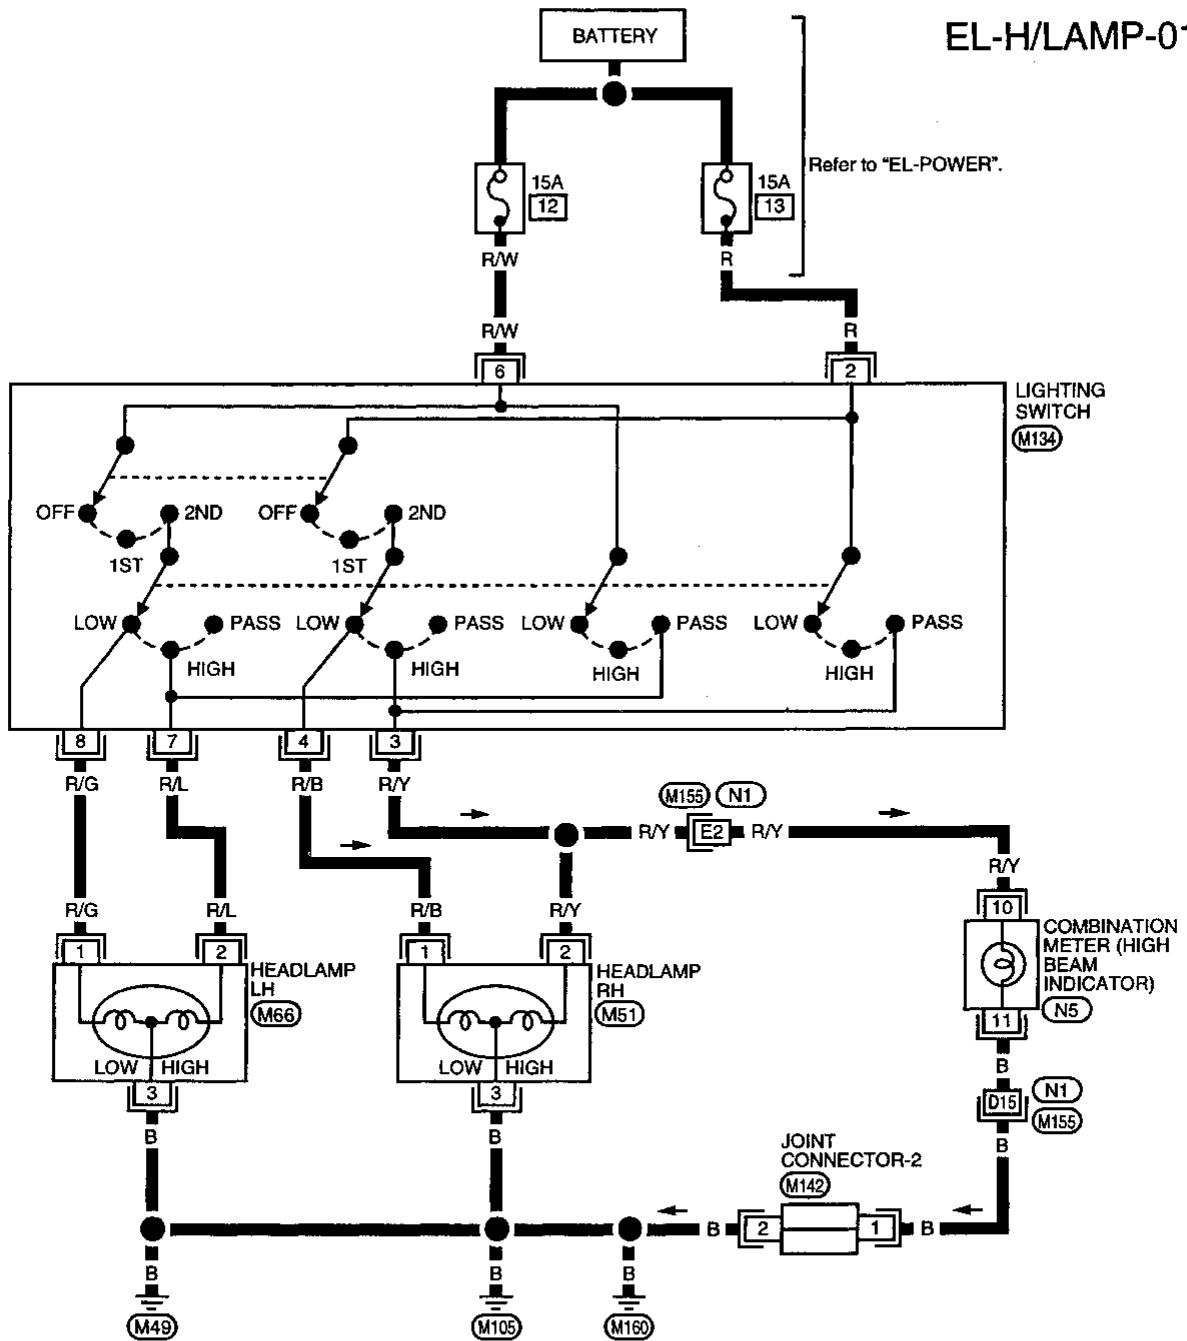 BATTERY
EL-H/LAMP-01
Refer to "EL-POWER".
15A
12
15A
13
R/W
R
R/W
R
6
2
LIGHTING
SWITCH
M134
OFF
2ND
OFF
2ND
1ST
1ST
LOW
PASS
LOW
PASS
LOW
PASS
LOW
PASS
HIGH
HIGH
HIGH
HIGH
8
7
4
3
R/G
R/L
R/B
R/Y
M155
N1
R/Y
E2
R/Y
R/Y
R/G
R/L
R/B
R/Y
10
1
2
1
2
COMBINATION
METER (HIGH
BEAM
INDICATOR)
N5
HEADLAMP
LH
M66
HEADLAMP
RH
M51
11
LOW
HIGH
LOW
HIGH
3
3
B
D15
N1
M155
B
B
B
JOINT
CONNECTOR-2
M142
B
2
1
B
B
B
B
M49
M105
M160